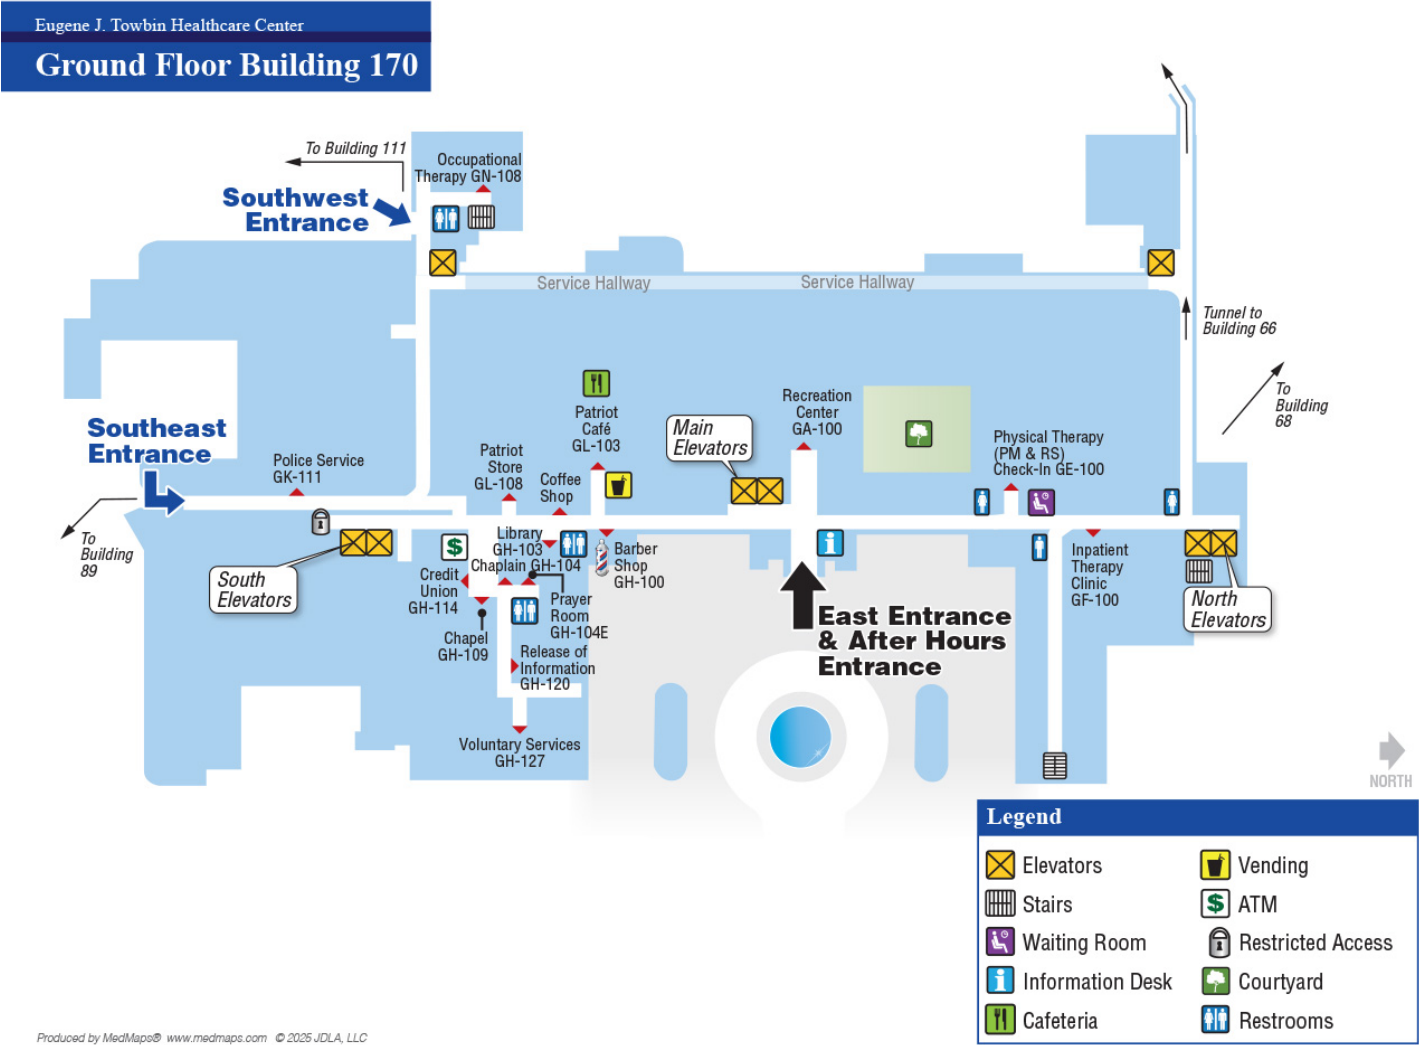 Eugene J. Towbin Healthcare Center
Ground Floor Building 170
To Building 111
Occupational
Therapy GN-108
Southwest
Entrance
Service Hallway
Service Hallway
Tunnel to
Building 66
To
Building
68
Southeast
Entrance
Police Service
GK-111
To
Building
89
South
Elevators
Patriot
Store
GL-108
Coffee
Shop
Patriot
Café
GL-103
Main
Elevators
Recreation
Center
GA-100
Physical Therapy
(PM & RS)
Check-In GE-100
Library
GH-103
Chaplain GH-104
$
Credit
Union
GH-114
Chapel
GH-109
Prayer
Room
GH-104E
Barber
Shop
GH-100
Release of
Information
GH-120
Voluntary Services
GH-127
i
East Entrance
& After Hours
Entrance
Inpatient
Therapy
Clinic
GF-100
North
Elevators
NORTH
Legend
Elevators
Stairs
Waiting Room
i Information Desk
Cafeteria
Vending
$ ATM
Restricted Access
Courtyard
Restrooms
Produced by MedMaps® www.medmaps.com © 2025 JDLA, LLC